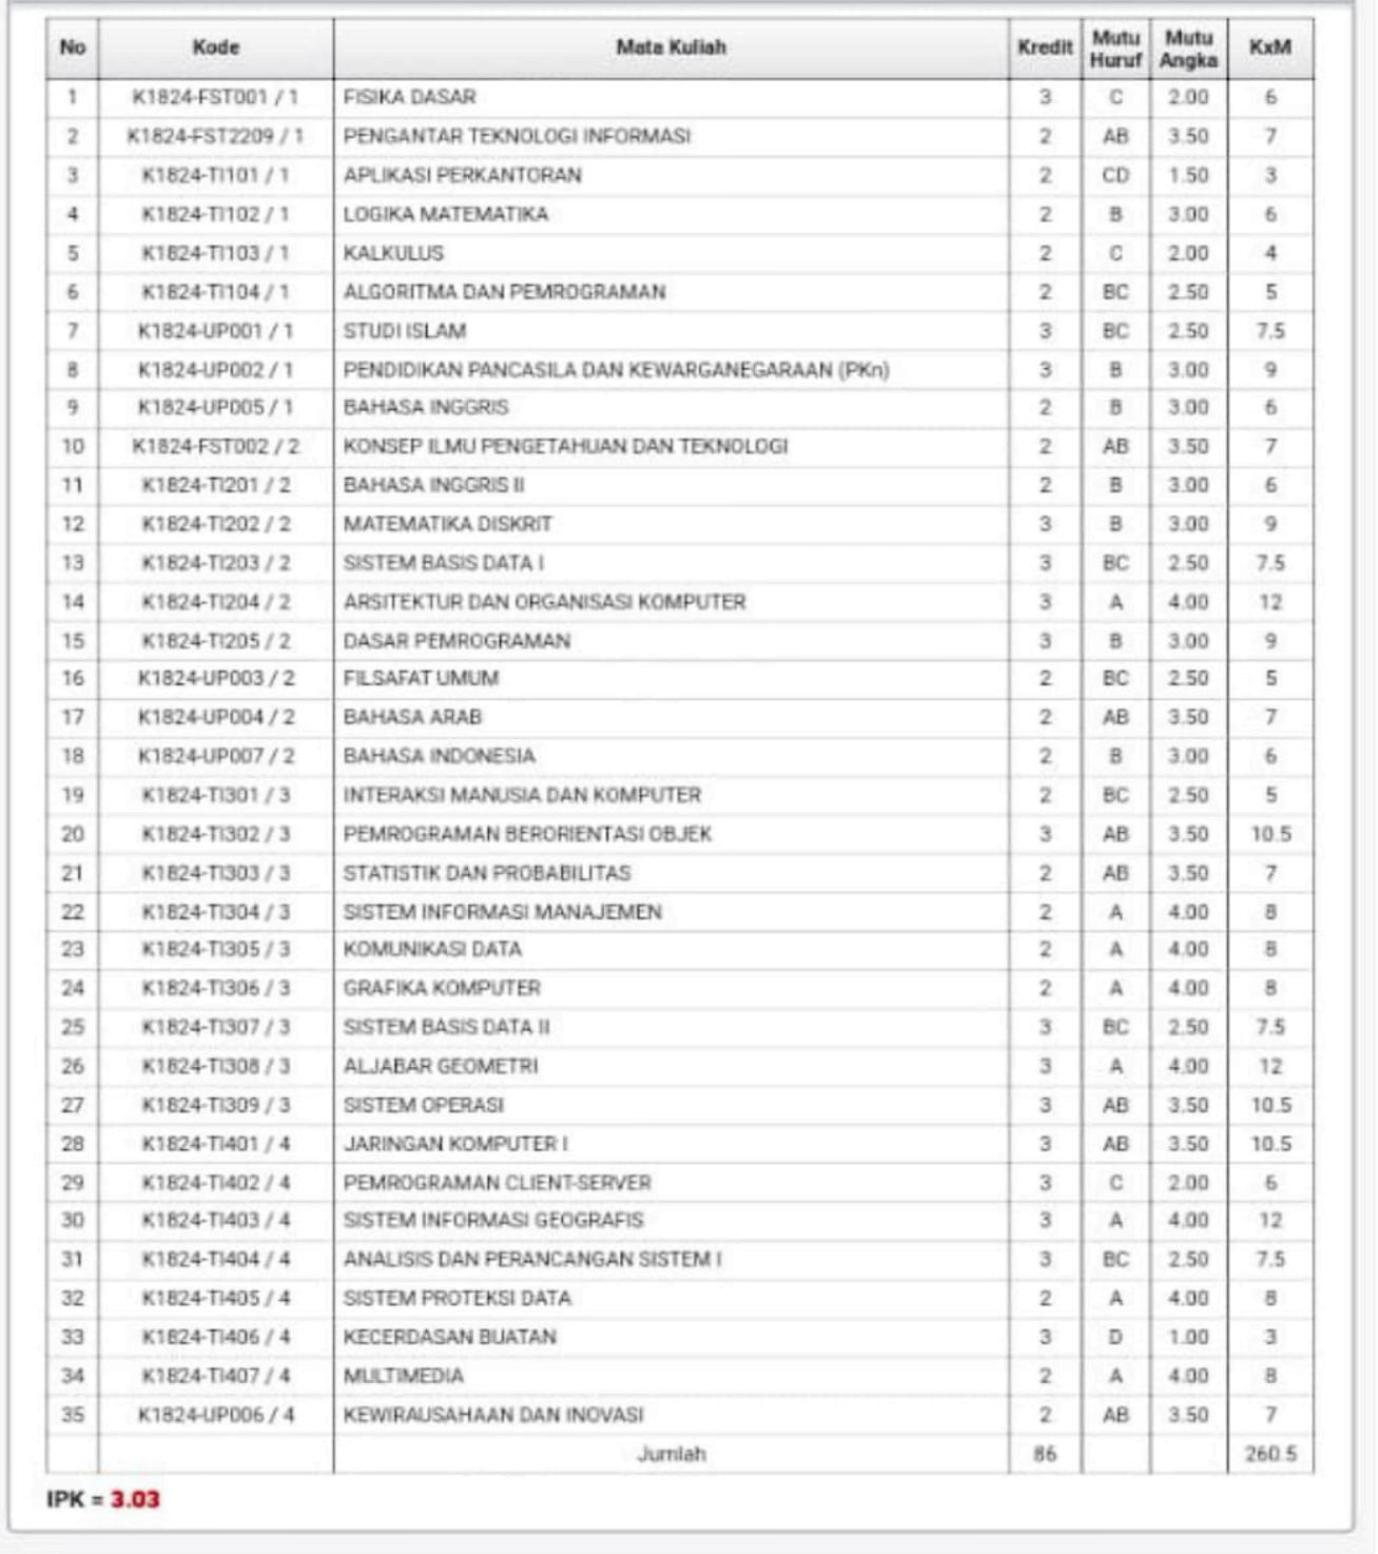 No Kode Mata Kuliah Kredit Mutu Huruf Mutu Angka KxM
1 K1824-FST001 / 1 FISIKA DASAR 3 C 2.00 6
2 K1824-FST2209 / 1 PENGANTAR TEKNOLOGI INFORMASI 2 AB 3.50 7
3 K1824-TI101 / 1 APLIKASI PERKANTORAN 2 CD 1.50 3
4 K1824-TI102 / 1 LOGIKA MATEMATIKA 2 B 3.00 6
5 K1824-TI103 / 1 KALKULUS 2 C 2.00 4
6 K1824-TI104 / 1 ALGORITMA DAN PEMROGRAMAN 2 BC 2.50 5
7 K1824-UP001 / 1 STUDI ISLAM 3 BC 2.50 7.5
8 K1824-UP002 / 1 PENDIDIKAN PANCASILA DAN KEWARGANEGARAAN (PKn) 3 B 3.00 9
9 K1824-UP005 / 1 BAHASA INGGRIS 2 B 3.00 6
10 K1824-FST002 / 2 KONSEP ILMU PENGETAHUAN DAN TEKNOLOGI 2 AB 3.50 7
11 K1824-TI201 / 2 BAHASA INGGRIS II 2 B 3.00 6
12 K1824-TI202 / 2 MATEMATIKA DISKRIT 3 B 3.00 9
13 K1824-TI203 / 2 SISTEM BASIS DATA I 3 BC 2.50 7.5
14 K1824-TI204 / 2 ARSITEKTUR DAN ORGANISASI KOMPUTER 3 A 4.00 12
15 K1824-TI205 / 2 DASAR PEMROGRAMAN 3 B 3.00 9
16 K1824-UP003 / 2 FILSAFAT UMUM 2 BC 2.50 5
17 K1824-UP004 / 2 BAHASA ARAB 2 AB 3.50 7
18 K1824-UP007 / 2 BAHASA INDONESIA 2 B 3.00 6
19 K1824-TI301 / 3 INTERAKSI MANUSIA DAN KOMPUTER 2 BC 2.50 5
20 K1824-TI302 / 3 PEMROGRAMAN BERORIENTASI OBJEK 3 AB 3.50 10.5
21 K1824-TI303 / 3 STATISTIK DAN PROBABILITAS 2 AB 3.50 7
22 K1824-TI304 / 3 SISTEM INFORMASI MANAJEMEN 2 A 4.00 8
23 K1824-TI305 / 3 KOMUNIKASI DATA 2 A 4.00 8
24 K1824-TI306 / 3 GRAFIKA KOMPUTER 2 A 4.00 8
25 K1824-TI307 / 3 SISTEM BASIS DATA II 3 BC 2.50 7.5
26 K1824-TI308 / 3 ALJABAR GEOMETRI 3 A 4.00 12
27 K1824-TI309 / 3 SISTEM OPERASI 3 AB 3.50 10.5
28 K1824-TI401 / 4 JARINGAN KOMPUTER I 3 AB 3.50 10.5
29 K1824-TI402 / 4 PEMROGRAMAN CLIENT-SERVER 3 C 2.00 6
30 K1824-TI403 / 4 SISTEM INFORMASI GEOGRAFIS 3 A 4.00 12
31 K1824-TI404 / 4 ANALISIS DAN PERANCANGAN SISTEM I 3 BC 2.50 7.5
32 K1824-TI405 / 4 SISTEM PROTEKSI DATA 2 A 4.00 8
33 K1824-TI406 / 4 KECERDASAN BUATAN 3 D 1.00 3
34 K1824-TI407 / 4 MULTIMEDIA 2 A 4.00 8
35 K1824-UP006 / 4 KEWIRAUSAHAAN DAN INOVASI 2 AB 3.50 7
Jumlah 86 260.5
IPK = 3.03